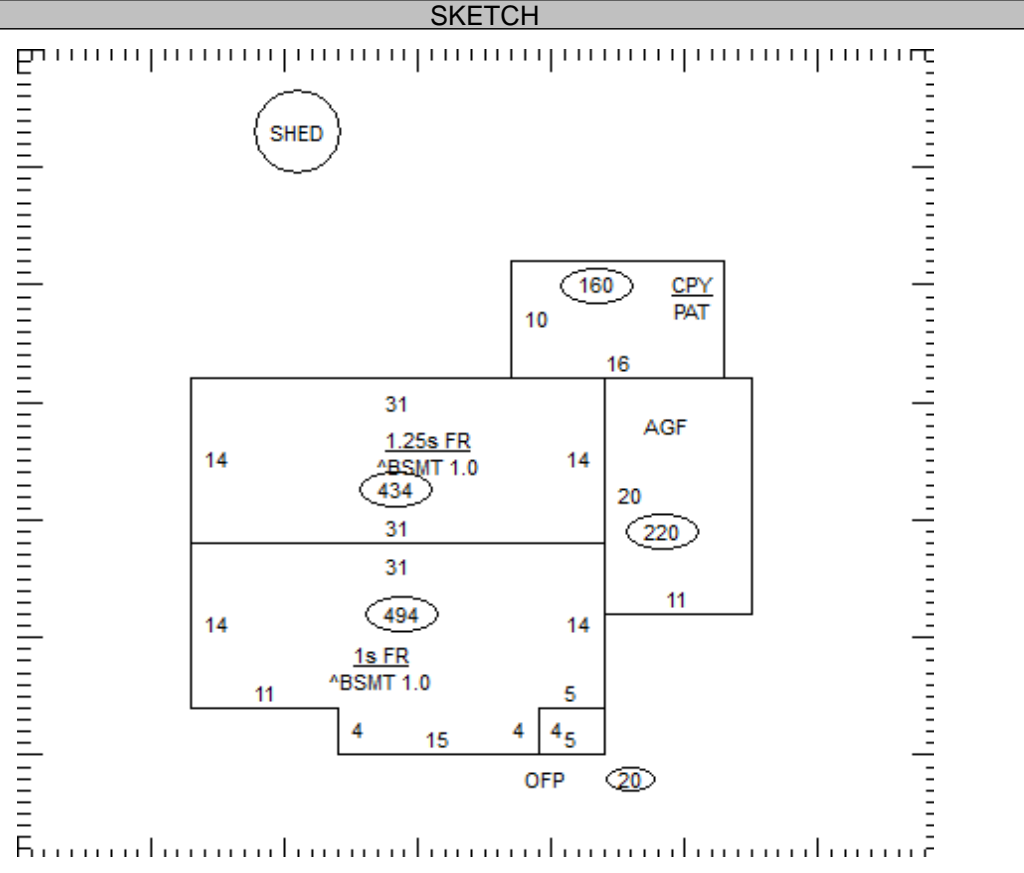 SKETCH
SHED
160 CPY
PAT
10
16
31
AGF
1.25s FR
14 ^BSMT 1.0 14
434
20
31
220
31
11
494
14 14
1s FR
^BSMT 1.0
11 5
4 15 4 4 5
OFP 20